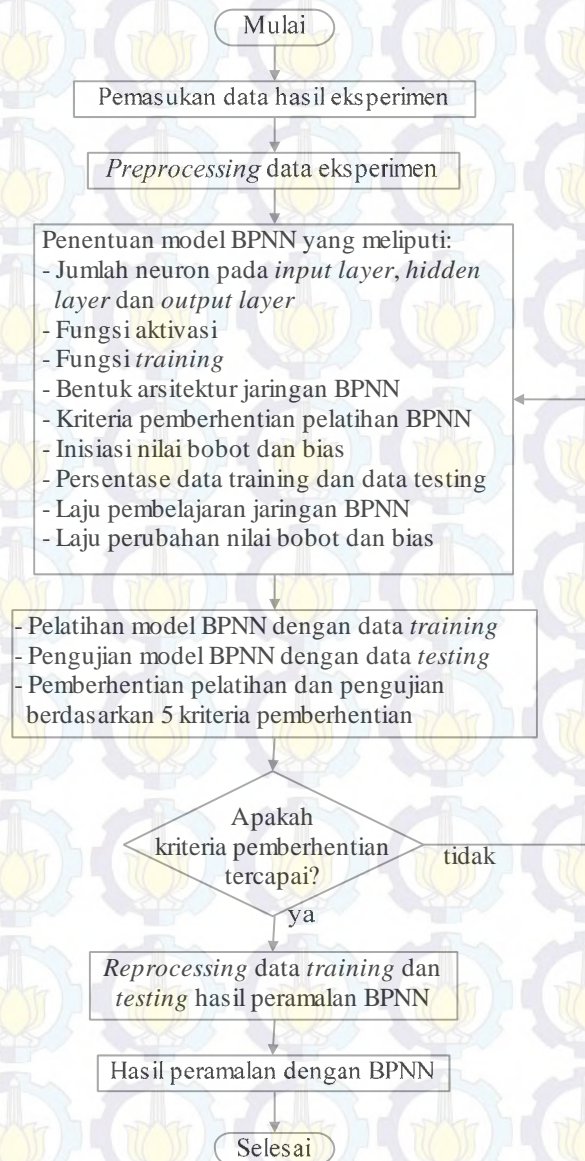 Mulai
Pemasukan data hasil eksperimen
Preprocessing data eksperimen
Penentuan model BPNN yang meliputi:
- Jumlah neuron pada input layer, hidden
layer dan output layer
- Fungsi aktivasi
- Fungsi training
- Bentuk arsitektur jaringan BPNN
- Kriteria pemberhentian pelatihan BPNN
- Inisiasi nilai bobot dan bias
- Persentase data training dan data testing
- Laju pembelajaran jaringan BPNN
- Laju perubahan nilai bobot dan bias
- Pelatihan model BPNN dengan data training
- Pengujian model BPNN dengan data testing
- Pemberhentian pelatihan dan pengujian
berdasarkan 5 kriteria pemberhentian
Apakah
kriteria pemberhentian
tercapai?
tidak
ya
Reprocessing data training dan
testing hasil peramalan BPNN
Hasil peramalan dengan BPNN
Selesai